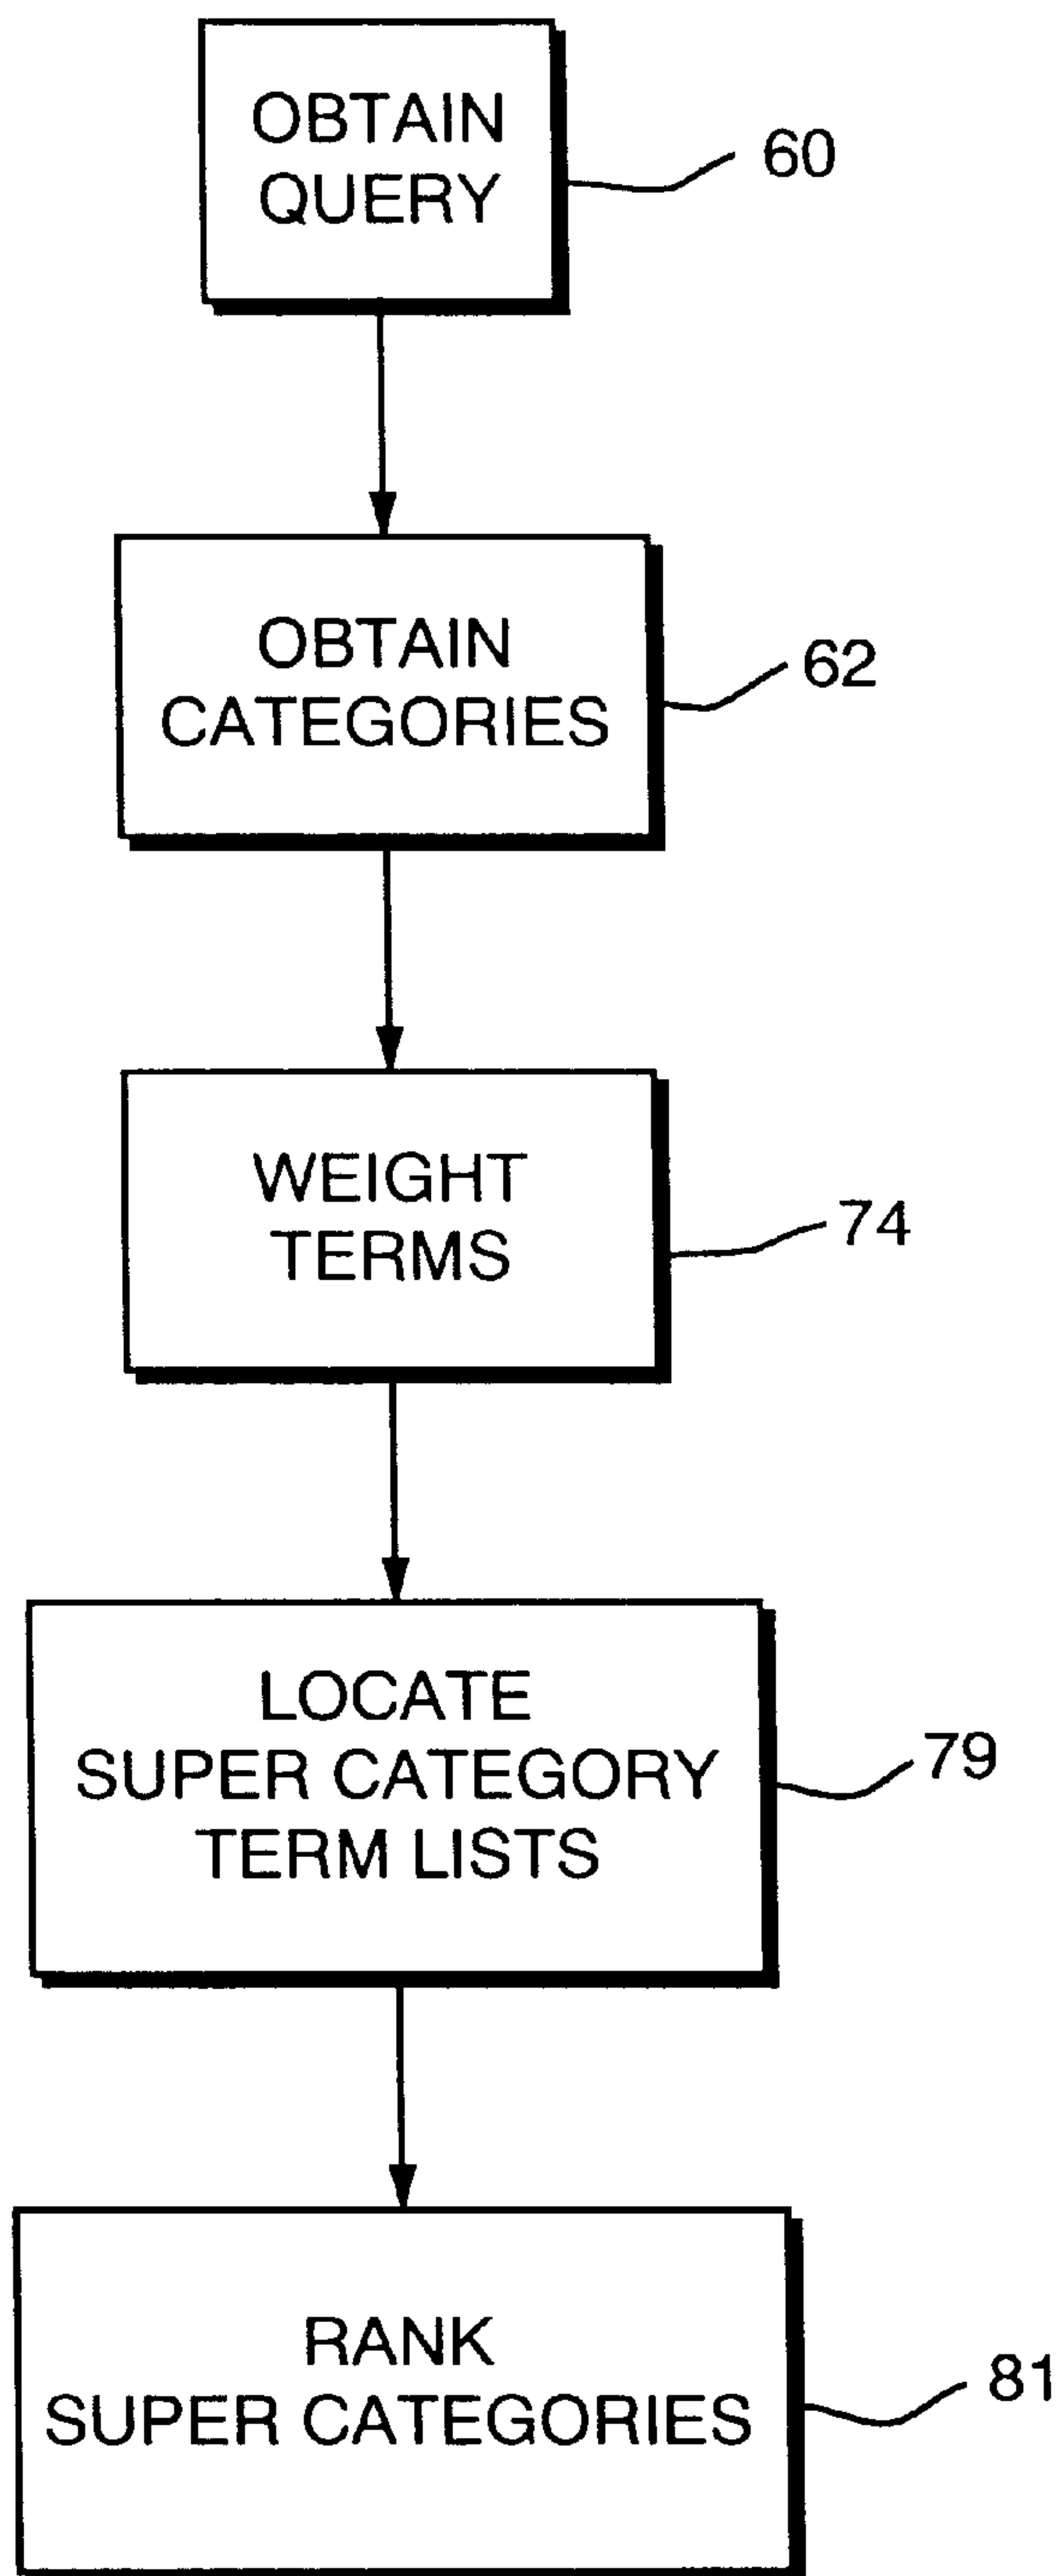 OBTAIN
QUERY
60
OBTAIN
CATEGORIES
62
WEIGHT
TERMS
74
LOCATE
SUPER CATEGORY
TERM LISTS
79
RANK
SUPER CATEGORIES
81